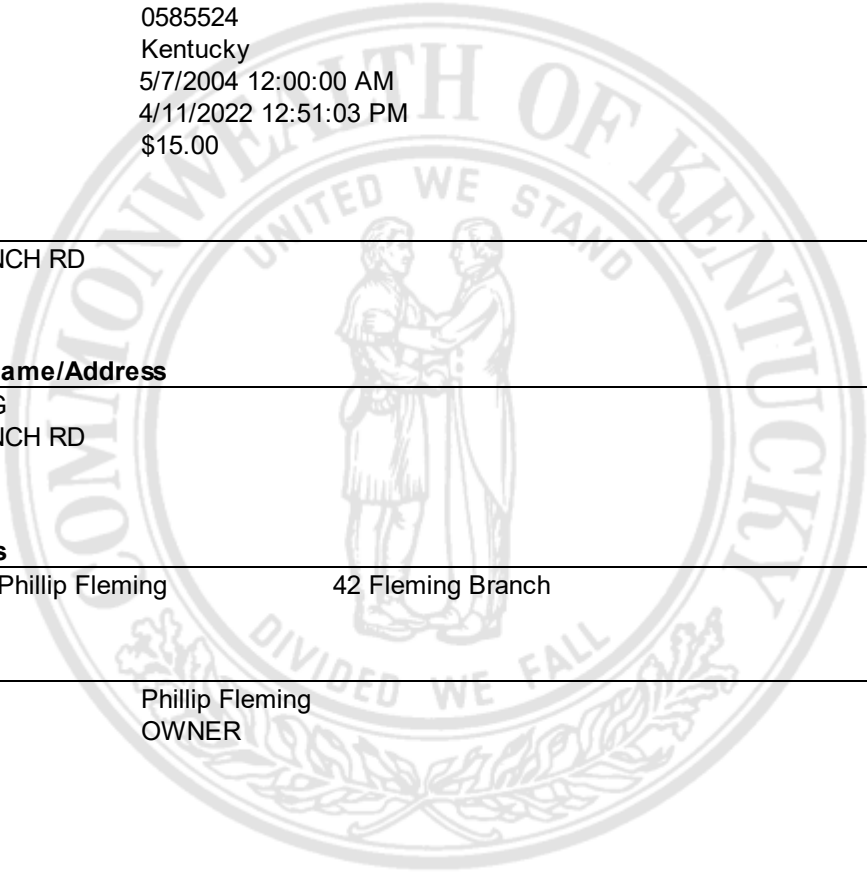 0585524
Kentucky
5/7/2004 12:00:00 AM
4/11/2022 12:51:03 PM
$15.00
COMMONWEALTH OF KENTUCKY
UNITED WE STAND
NCH RD
ame/Address
G
NCH RD
s
Phillip Fleming 42 Fleming Branch
DIVIDED WE FALL
Phillip Fleming
OWNER